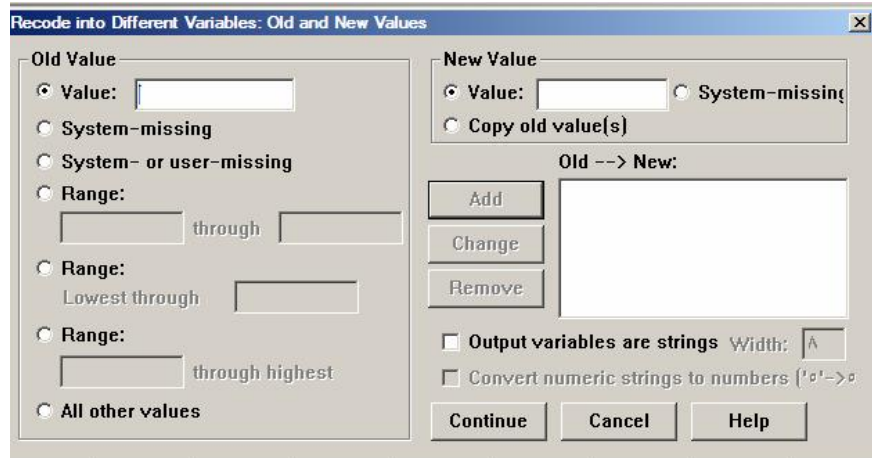 Recode into Different Variables: Old and New Values
Old Value
Value:
System-missing
System- or user-missing
Range:
through
Range:
Lowest through
Range:
through highest
All other values
New Value
Value:
System-missing
Copy old value(s)
Old --> New:
Add
Change
Remove
Output variables are strings Width:
Convert numeric strings to numbers
Continue Cancel Help